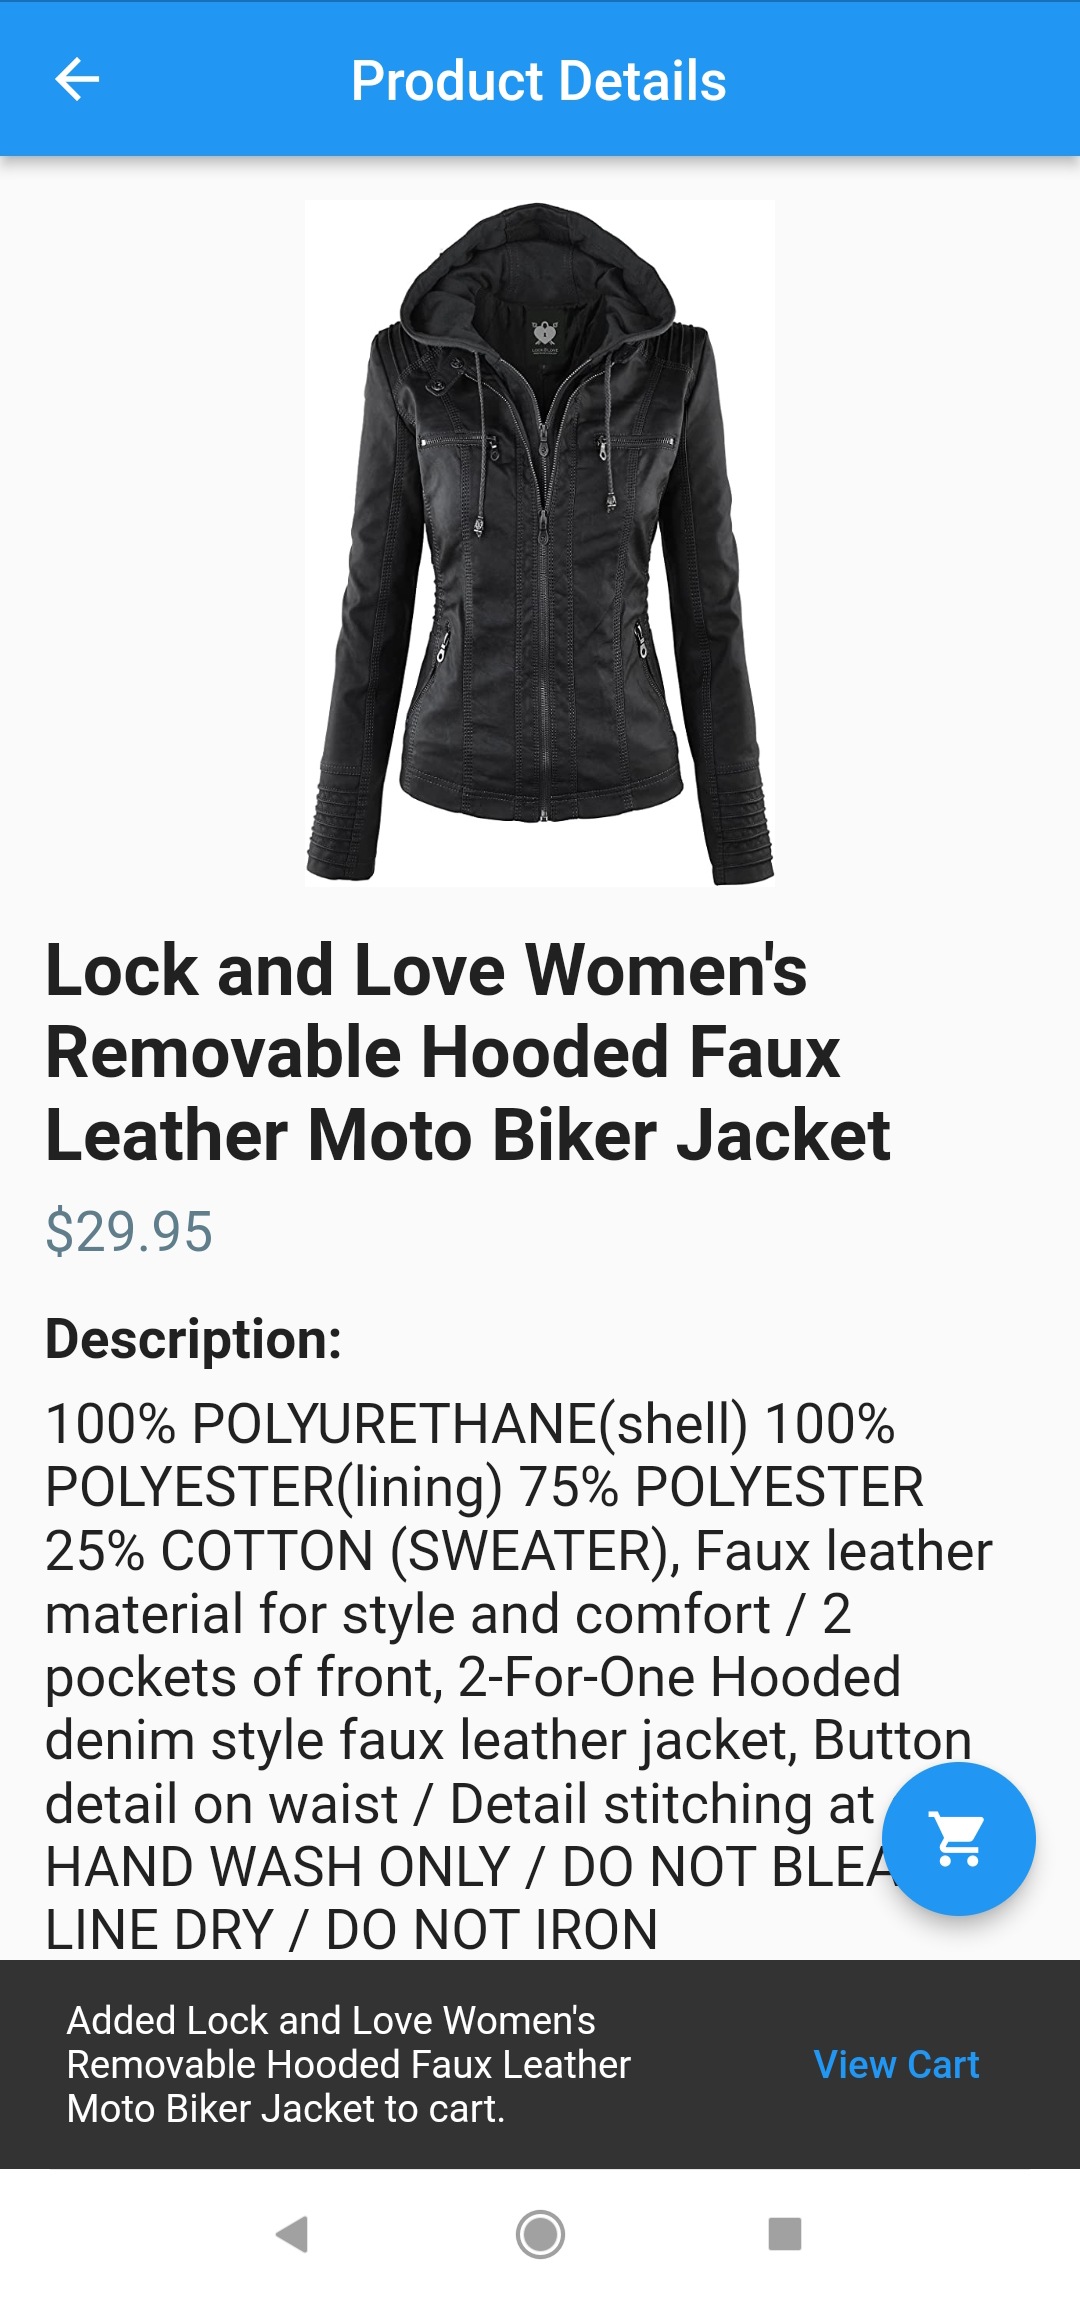 Product Details
Lock and Love Women's
Removable Hooded Faux
Leather Moto Biker Jacket
$29.95
Description:
100% POLYURETHANE(shell) 100%
POLYESTER(lining) 75% POLYESTER
25% COTTON (SWEATER), Faux leather
material for style and comfort / 2
pockets of front, 2-For-One Hooded
denim style faux leather jacket, Button
detail on waist / Detail stitching at
HAND WASH ONLY / DO NOT
LINE DRY / DO NOT IRON
Added Lock and Love Women's
Removable Hooded Faux Leather
Moto Biker Jacket to cart.
View Cart